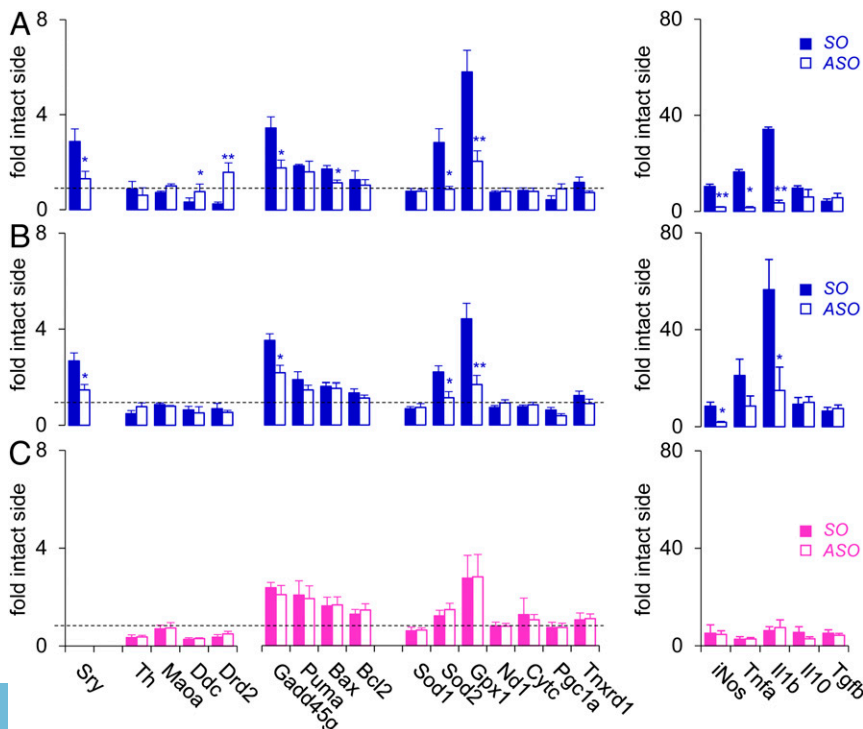 A
fold intact side
8
4
0
*
*
**
*
*
*
**
80
40
0
SO
ASO
**
*
**
B
fold intact side
8
4
0
*
*
*
**
80
40
0
SO
ASO
*
*
C
fold intact side
8
4
0
fold intact side
80
40
0
SO
ASO
Sry
Th
Maoa
Ddc
Drd2
Gadd45g
Puma
Bax
Bcl2
Sod1
Sod2
Gpx1
Nd1
Cytc
Pgc1a
Tnxrd1
iNos
Tnfa
Il1b
Il10
Tgfb
fold intact side
fold intact side